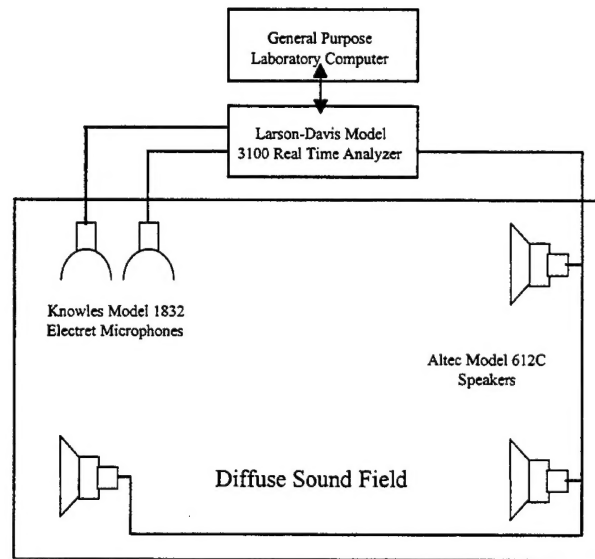 General Purpose
Laboratory Computer
Larson-Davis Model
3100 Real Time Analyzer
Knowles Model 1832
Electret Microphones
Altec Model 612C
Speakers
Diffuse Sound Field